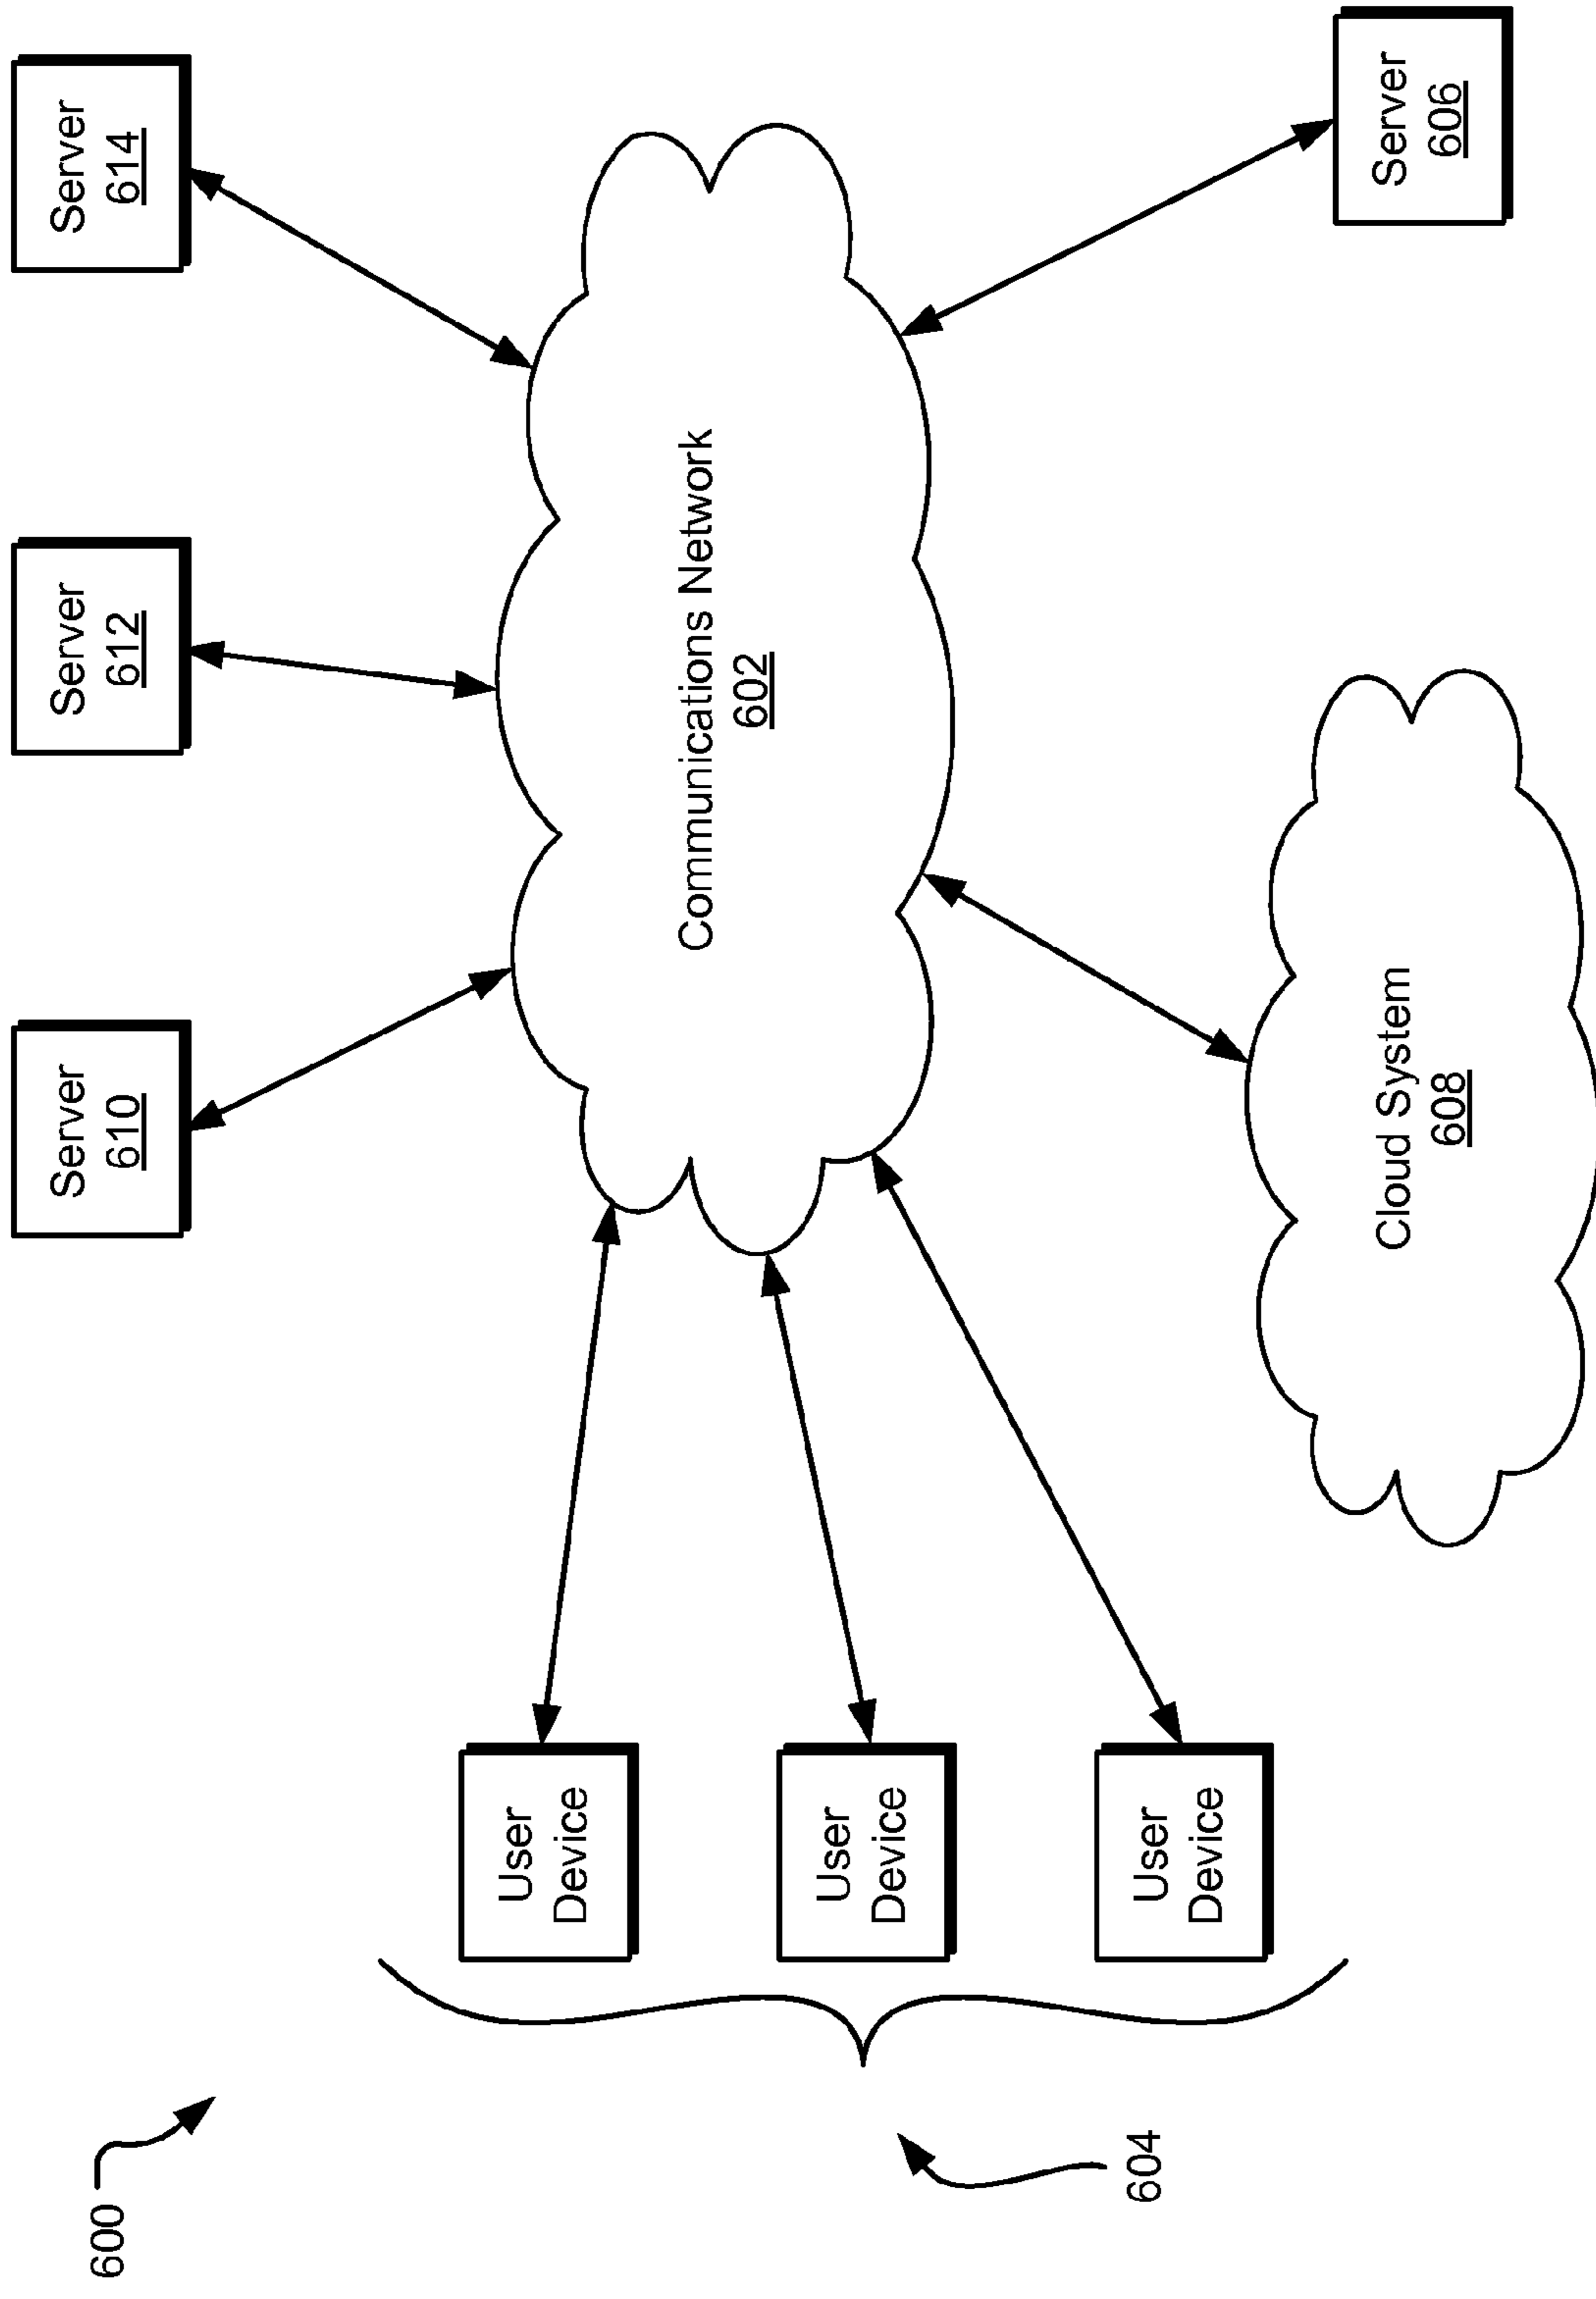 600
Server
610
Server
612
Server
614
User
Device
User
Device
User
Device
Communications Network
602
604
Cloud System
608
Server
606